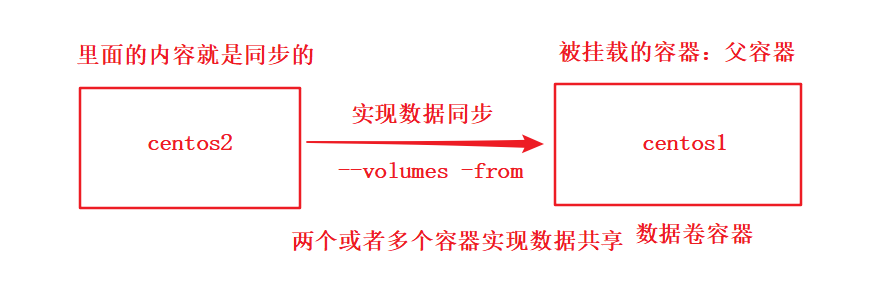 里面的内容就是同步的
被挂载的容器：父容器
centos2
实现数据同步
--volumes -from
centos1
两个或者多个容器实现数据共享
数据卷容器